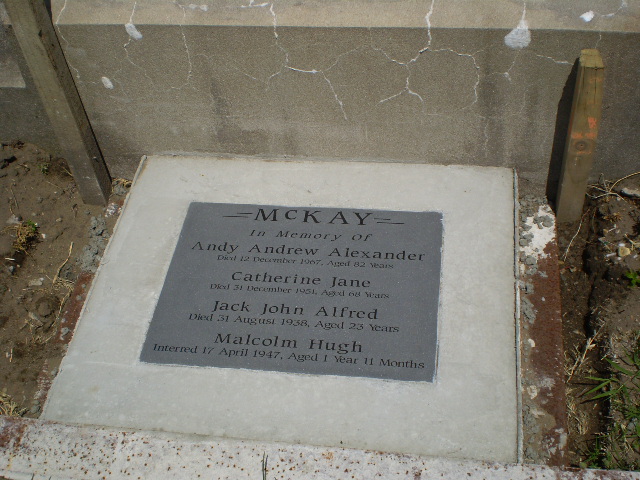 McKAY
In Memory Of
Andy Andrew Alexander
Died 12 December 1967, Aged 82 Years
Catherine Jane
Died 31 December 1951, Aged 68 Years
Jack John Alfred
Died 31 August 1938, Aged 23 Years
Malcolm Hugh
Interred 17 April 1947, Aged 1 Year 11 Months